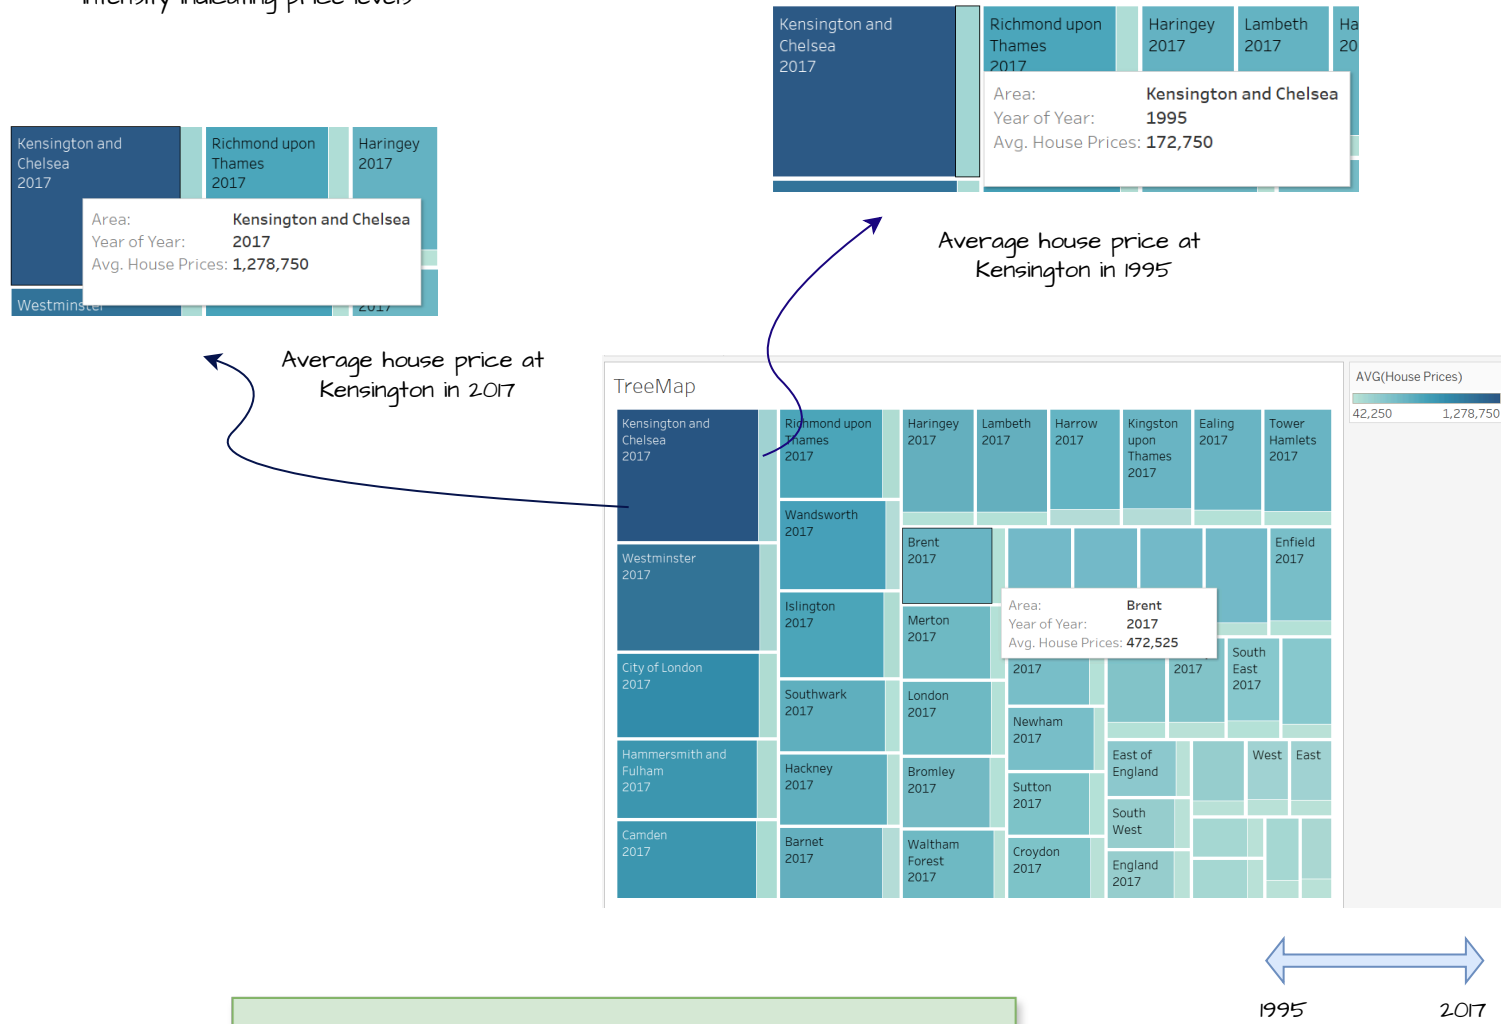 intensity indicating price levels
Kensington and
Chelsea
2017
Richmond upon
Thames
2017
Haringey
2017
Lambeth
2017
Ha
20
Area: Kensington and Chelsea
Year of Year: 1995
Avg. House Prices: 172,750
Kensington and
Chelsea
2017
Richmond upon
Thames
2017
Haringey
2017
Area: Kensington and Chelsea
Year of Year: 2017
Avg. House Prices: 1,278,750
Westminster
2017
Average house price at
Kensington in 1995
Average house price at
Kensington in 2017
TreeMap
AVG(House Prices)
42,250 1,278,750
Kensington and
Chelsea
2017
Richmond upon
Thames
2017
Haringey
2017
Lambeth
2017
Harrow
2017
Kingston
upon
Thames
2017
Ealing
2017
Tower
Hamlets
2017
Westminster
2017
Wandsworth
2017
Brent
2017
Enfield
2017
Area: Brent
Year of Year: 2017
Avg. House Prices: 472,525
City of London
2017
Islington
2017
Merton
2017
2017
2017
South
East
2017
Hammersmith and
Fulham
2017
Southwark
2017
London
2017
Newham
2017
East of
England
West
East
Camden
2017
Hackney
2017
Bromley
2017
Sutton
2017
South
West
Barnet
2017
Waltham
Forest
2017
Croydon
2017
England
2017
1995 2017